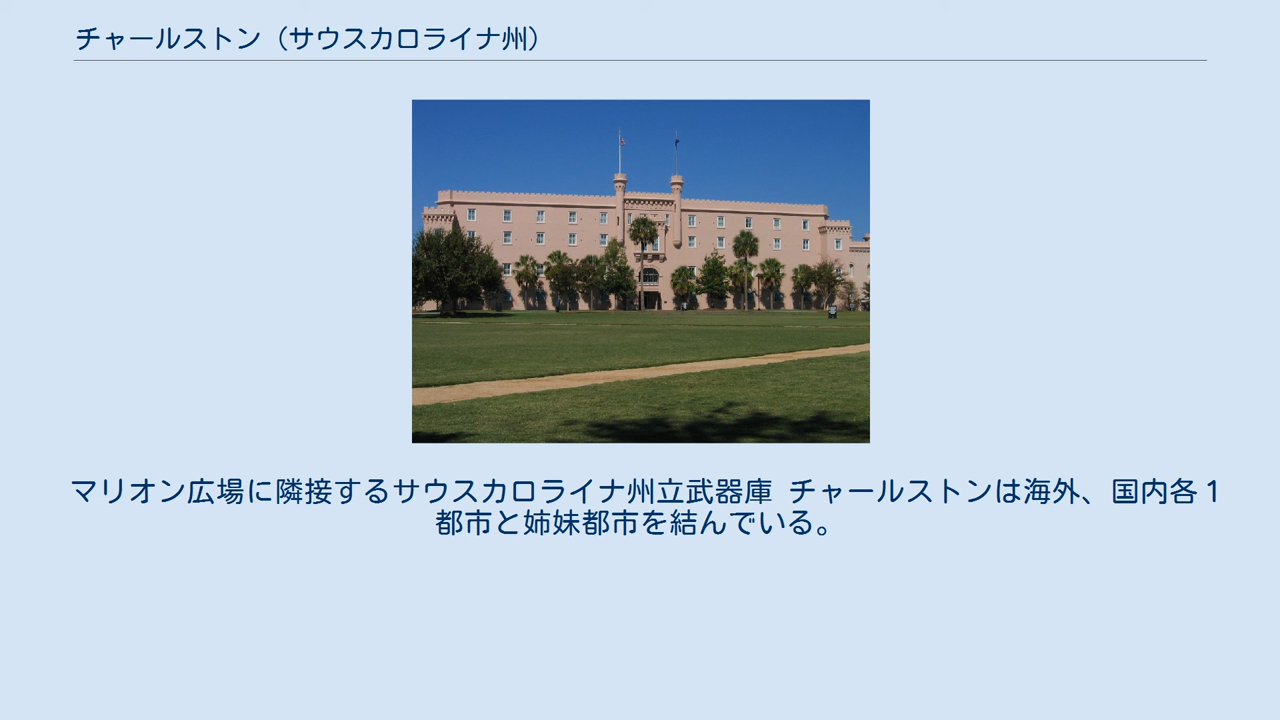 チャールストン（サウスカロライナ州）
マリオン広場に隣接するサウスカロライナ州立武器庫 チャールストンは海外、国内各１
都市と姉妹都市を結んでいる。